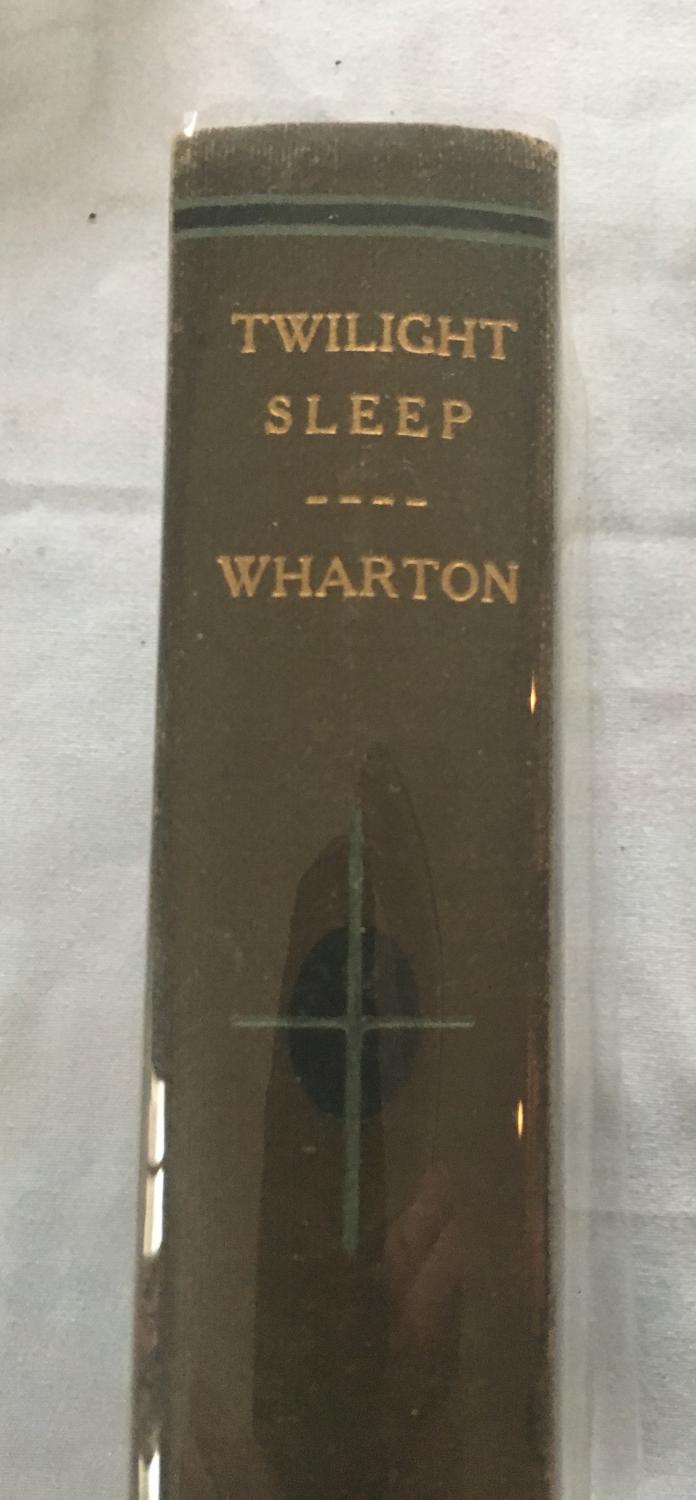 TWILIGHT
SLEEP
----
WHARTON